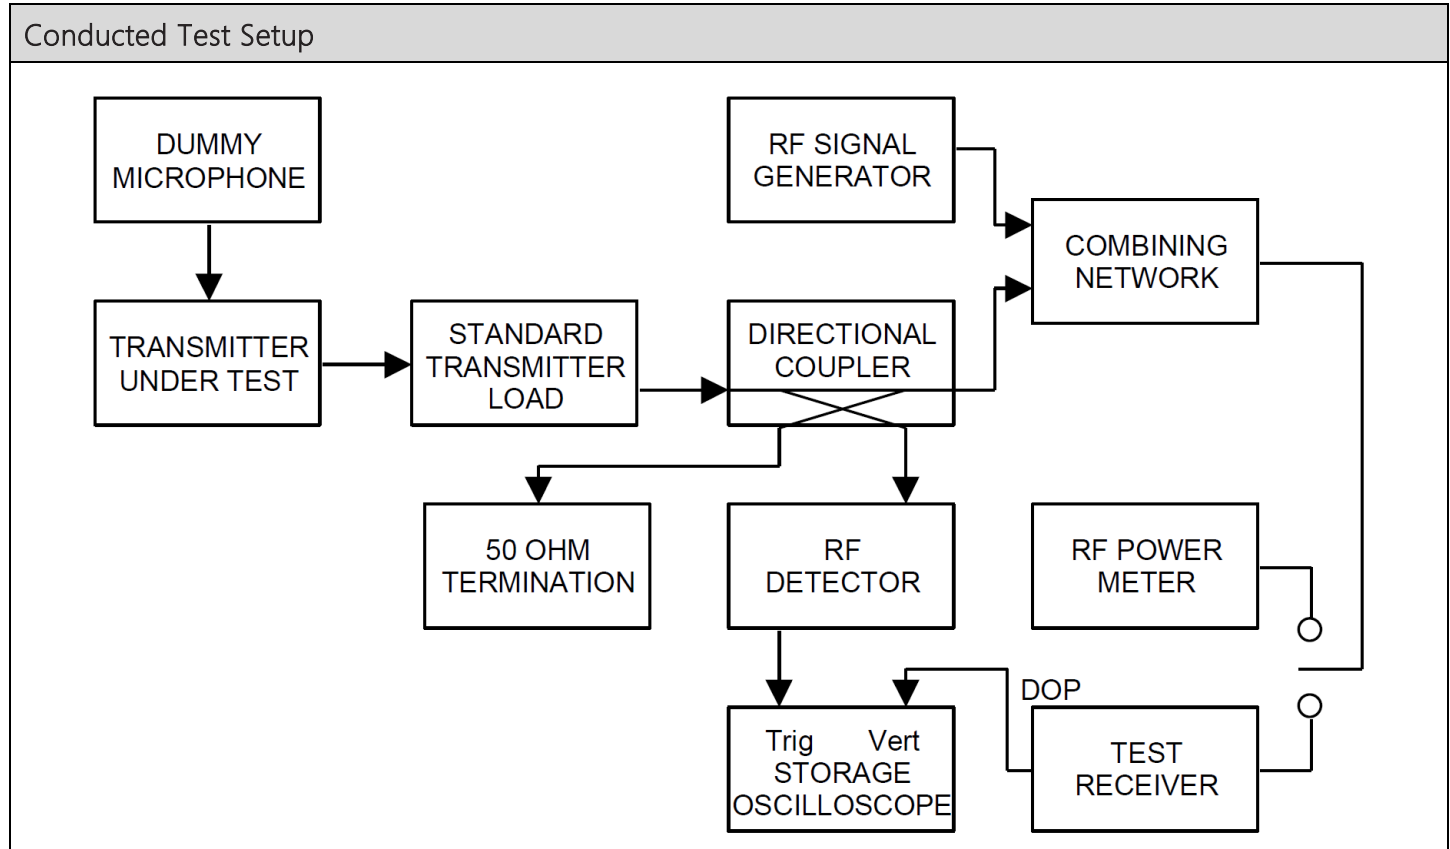 Conducted Test Setup
DUMMY
MICROPHONE
RF SIGNAL
GENERATOR
COMBINING
NETWORK
TRANSMITTER
UNDER TEST
STANDARD
TRANSMITTER
LOAD
DIRECTIONAL
COUPLER
50 OHM
TERMINATION
RF
DETECTOR
RF POWER
METER
DOP
Trig Vert
STORAGE
OSCILLOSCOPE
TEST
RECEIVER